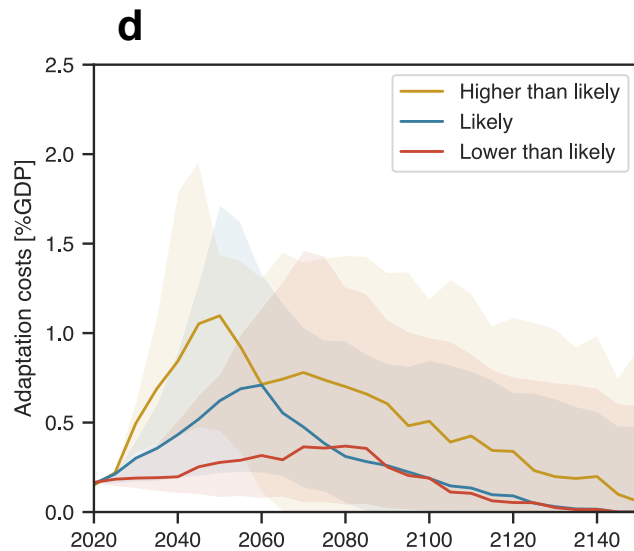 d
Adaptation costs [%GDP]
2.5
2.0
1.5
1.0
0.5
0.0
Higher than likely
Likely
Lower than likely
2020 2040 2060 2080 2100 2120 2140